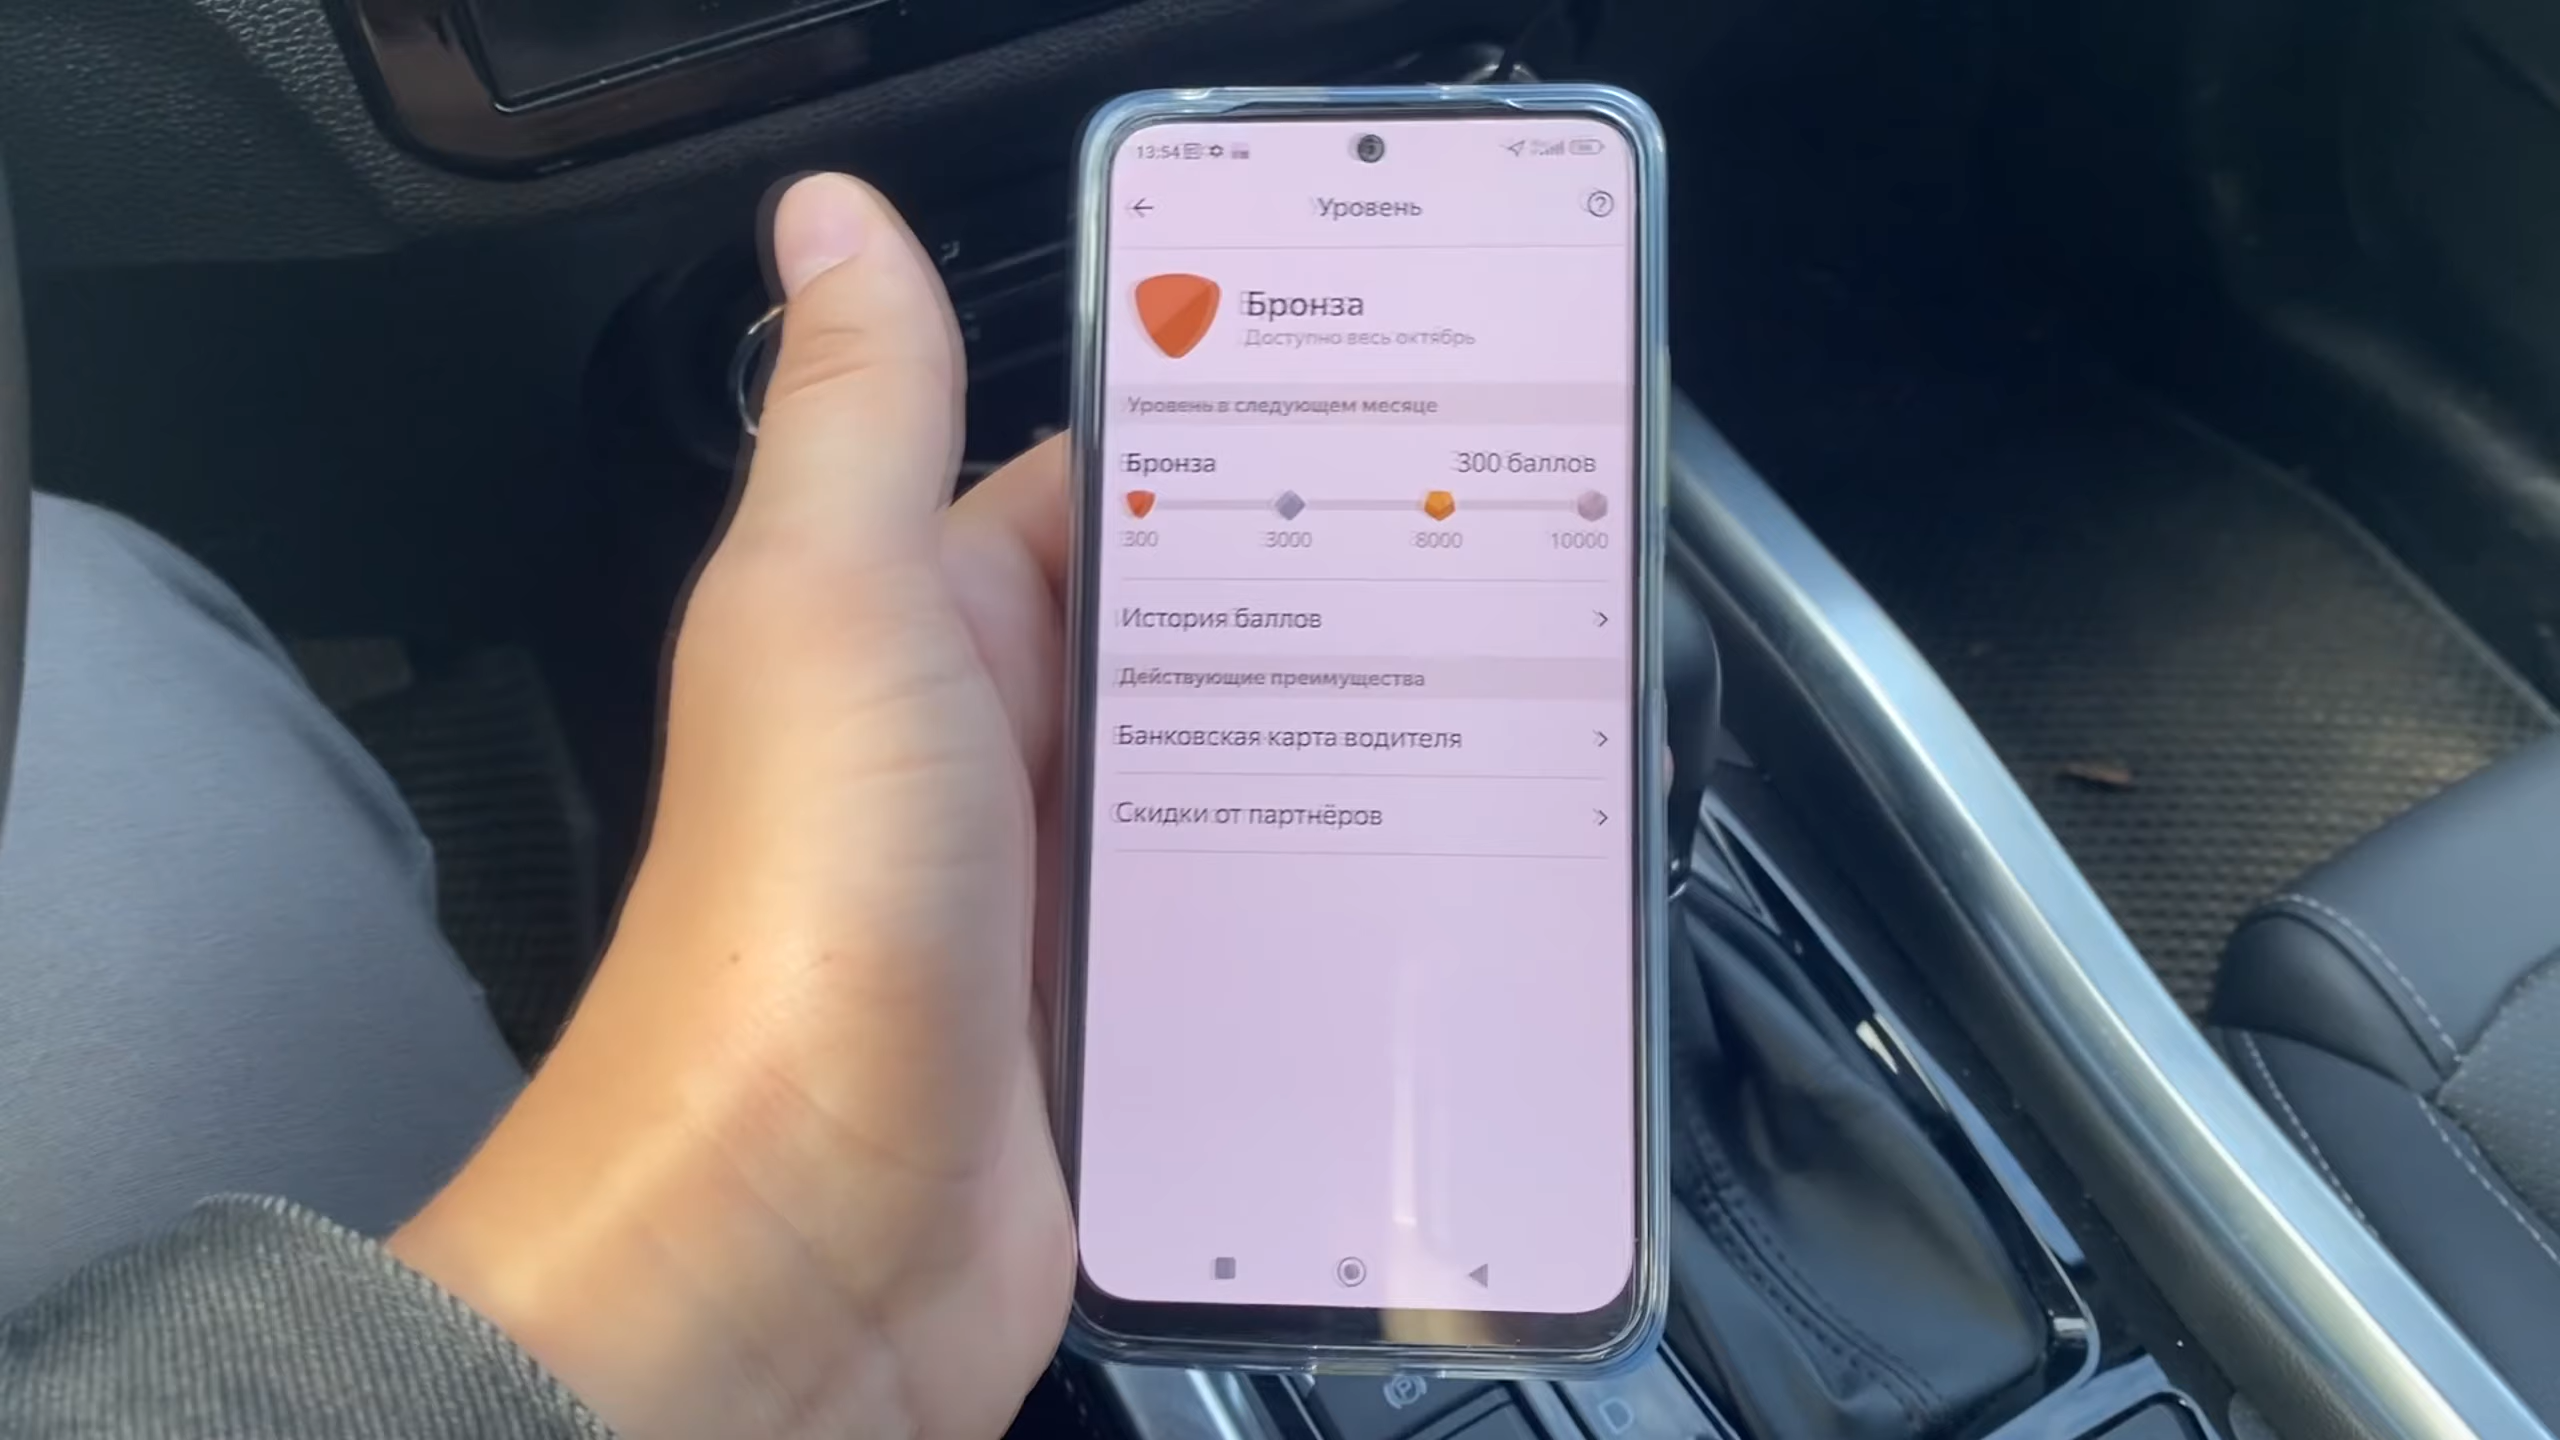 13:54
Уровень
Бронза
Доступно весь октябрь
Уровень в следующем месяце
Бронза
300 баллов
300
3000
8000
10000
История баллов
Действующие преимущества
Банковская карта водителя
Скидки от партнёров
P
D